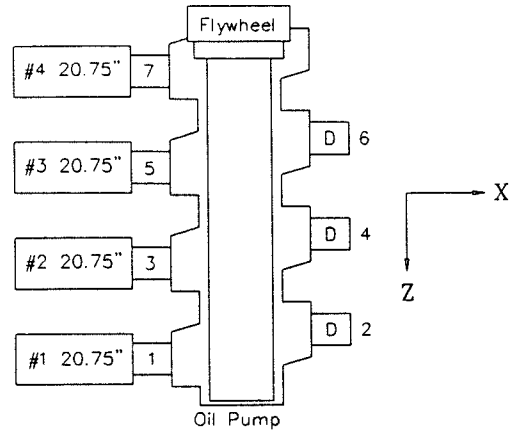 Flywheel
#4 20.75" 7
D 6
#3 20.75" 5
X
D 4
#2 20.75" 3
Z
D 2
#1 20.75" 1
Oil Pump